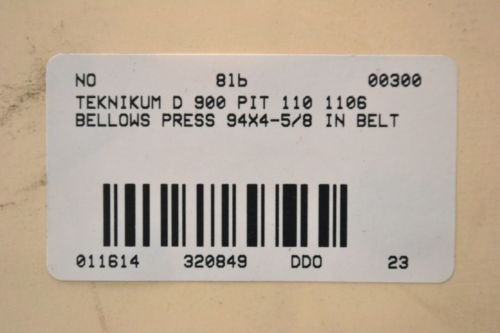 NO 81b 00300
TEKNIKUM D 900 PIT 110 1106
BELLOWS PRESS 94X4-5/8 IN BELT
011614 320849 DDO 23